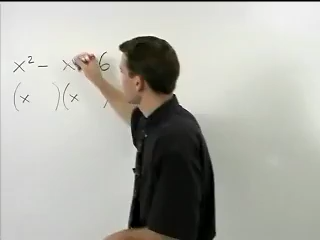 x² - x 6
(x )(x )